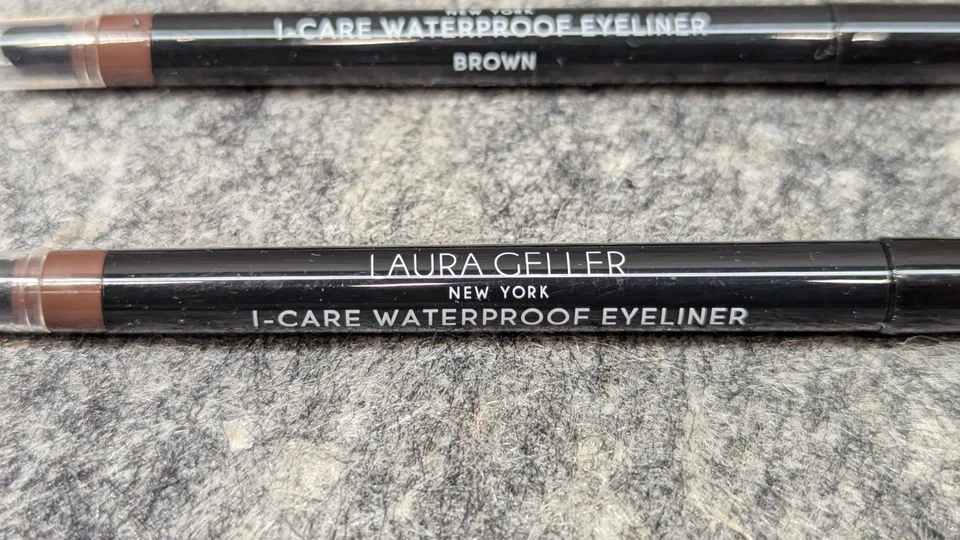 NEW YORK
I-CARE WATERPROOF EYELINER
BROWN
LAURA GELLER
NEW YORK
I-CARE WATERPROOF EYELINER